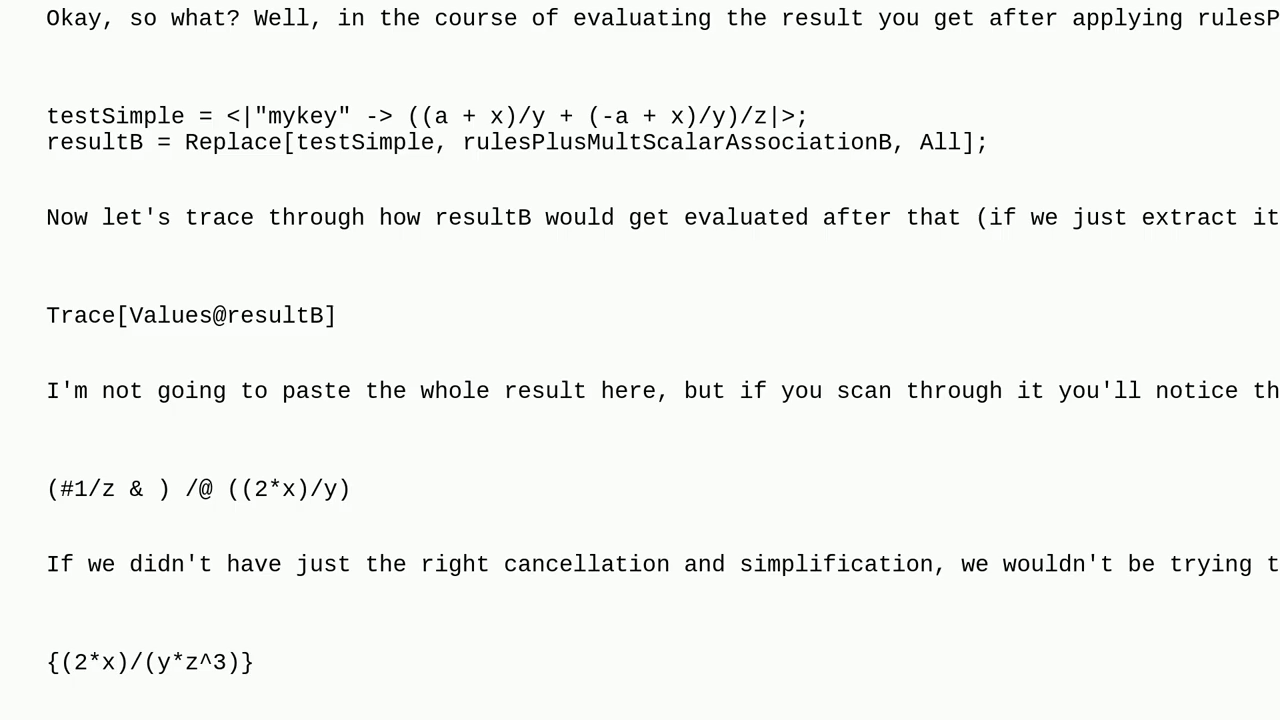 Okay, so what? Well, in the course of evaluating the result you get after applying rulesP
testSimple = <|"mykey" -> ((a + x)/y + (-a + x)/y)/z|>;
resultB = Replace[testSimple, rulesPlusMultScalarAssociationB, All];
Now let's trace through how resultB would get evaluated after that (if we just extract it
Trace[Values@resultB]
I'm not going to paste the whole result here, but if you scan through it you'll notice th
(#1/z & ) /@ ((2*x)/y)
If we didn't have just the right cancellation and simplification, we wouldn't be trying t
{(2*x)/(y*z^3)}